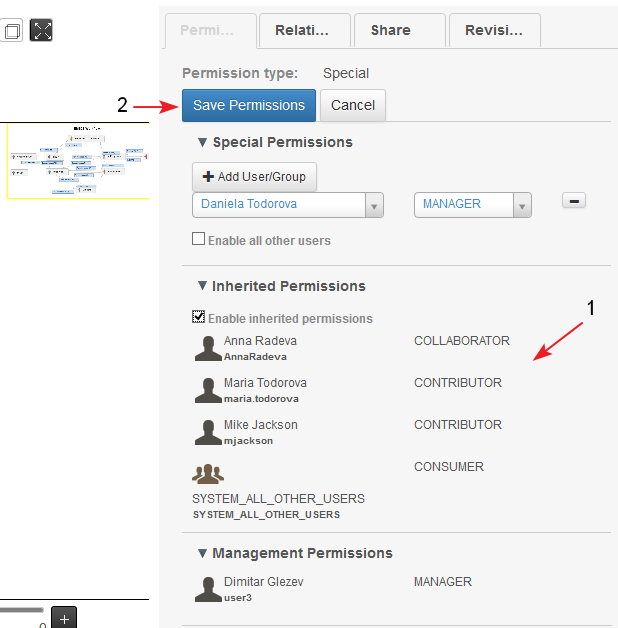 Permi... Relati... Share Revisi...
Permission type: Special
2
Save Permissions Cancel
▼ Special Permissions
+ Add User/Group
Daniela Todorova MANAGER
Enable all other users
▼ Inherited Permissions
1
Enable inherited permissions
Anna Radeva COLLABORATOR
AnnaRadeva
Maria Todorova CONTRIBUTOR
maria.todorova
Mike Jackson CONTRIBUTOR
mjackson
CONSUMER
SYSTEM_ALL_OTHER_USERS
SYSTEM_ALL_OTHER_USERS
▼ Management Permissions
Dimitar Glezev MANAGER
user3